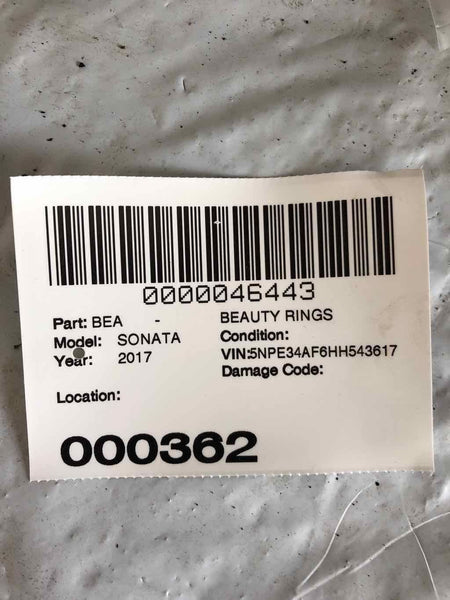 0000046443
Part: BEA - BEAUTY RINGS
Model: SONATA Condition:
Year: 2017 VIN:5NPE34AF6HH543617
Damage Code:
Location:
000362